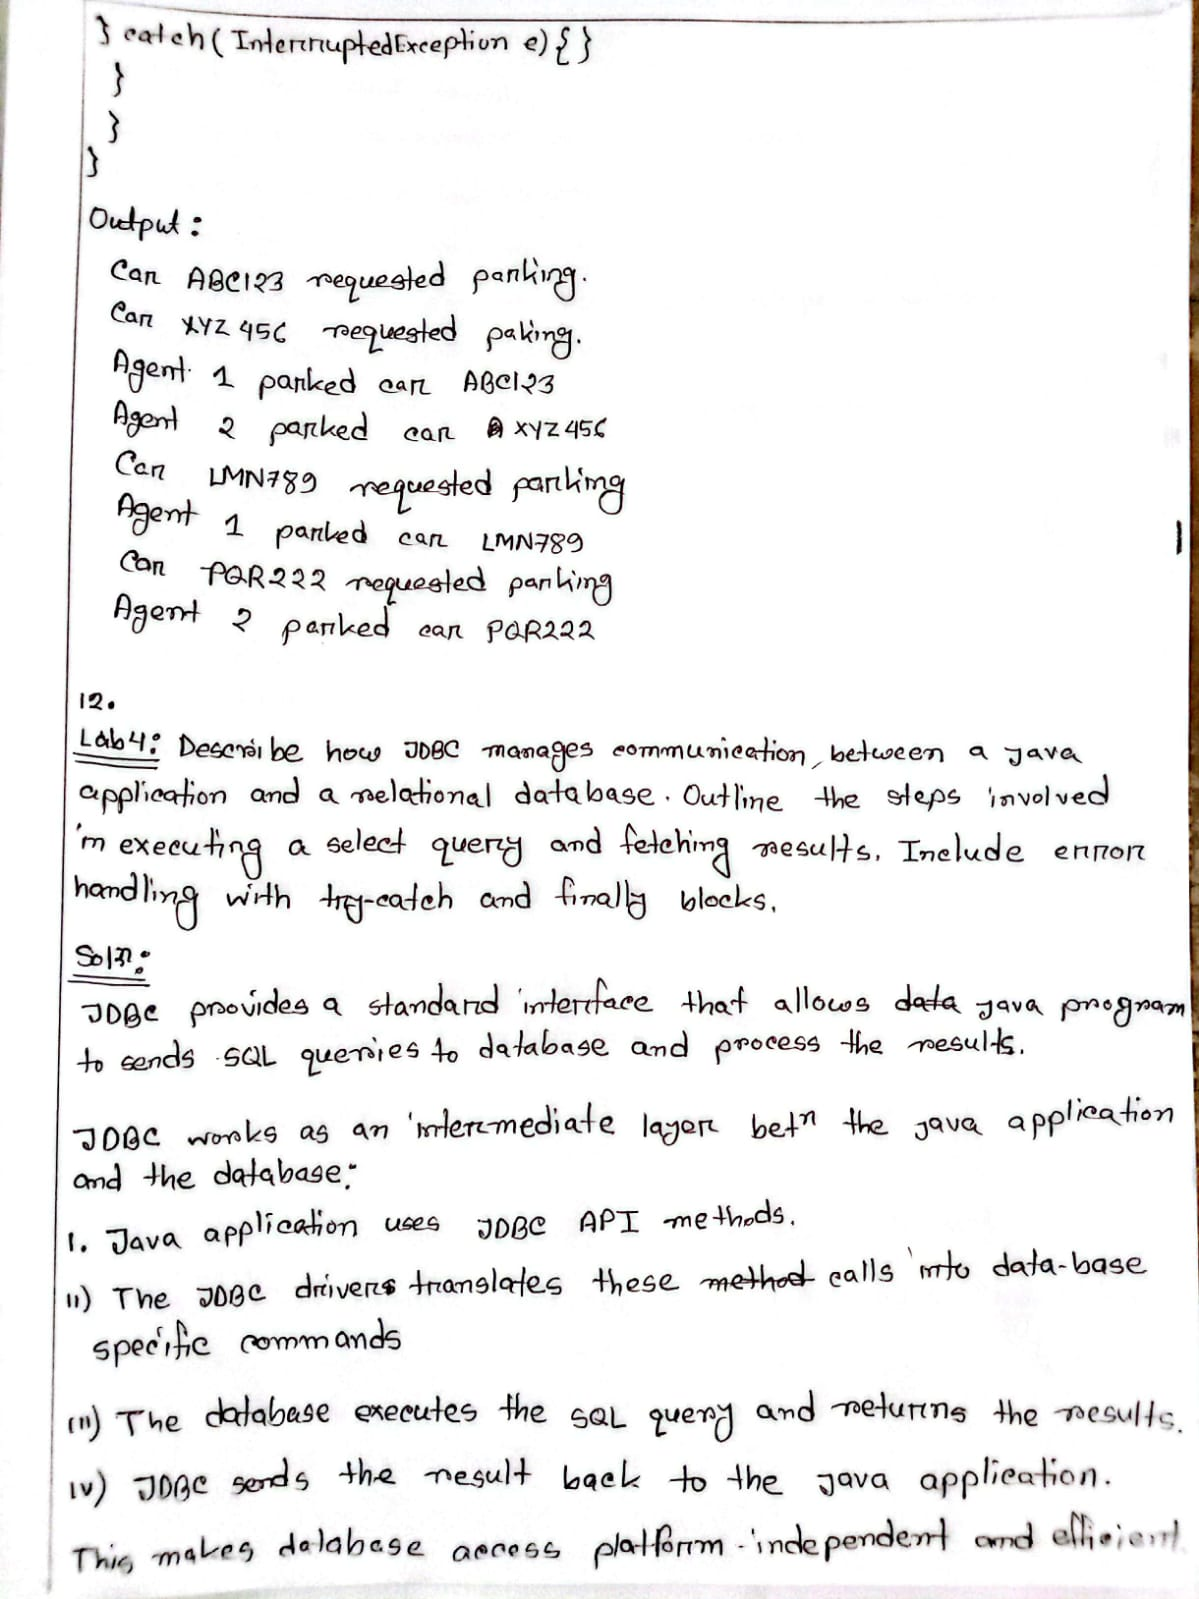 } catch(InterruptedException e){}
}
}
}
Output:
Car ABC123 requested parking.
Car XYZ 456 requested paking.
Agent 1 parked car ABC123
Agent 2 parked car XYZ456
Car LMN789 requested parking
Agent 1 parked car LMN789
Car PQR222 requested parking
Agent 2 parked car PQR222
12.
Lab4: Describe how JDBC manages communication between a java
application and a relational database. Outline the steps involved
in executing a select query and fetching results. Include error
handling with try-catch and finally blocks.
Soln:
JDBC provides a standard interface that allows data java program
to sends SQL queries to database and process the results.
JDBC works as an intermediate layer betn the java application
and the database:
1. Java application uses JDBC API methods.
ii) The JDBC drivers translates these method calls into data-base
specific commands
iii) The database executes the SQL query and returns the results.
iv) JDBC sends the result back to the java application.
This makes database access platform-independent and efficient.